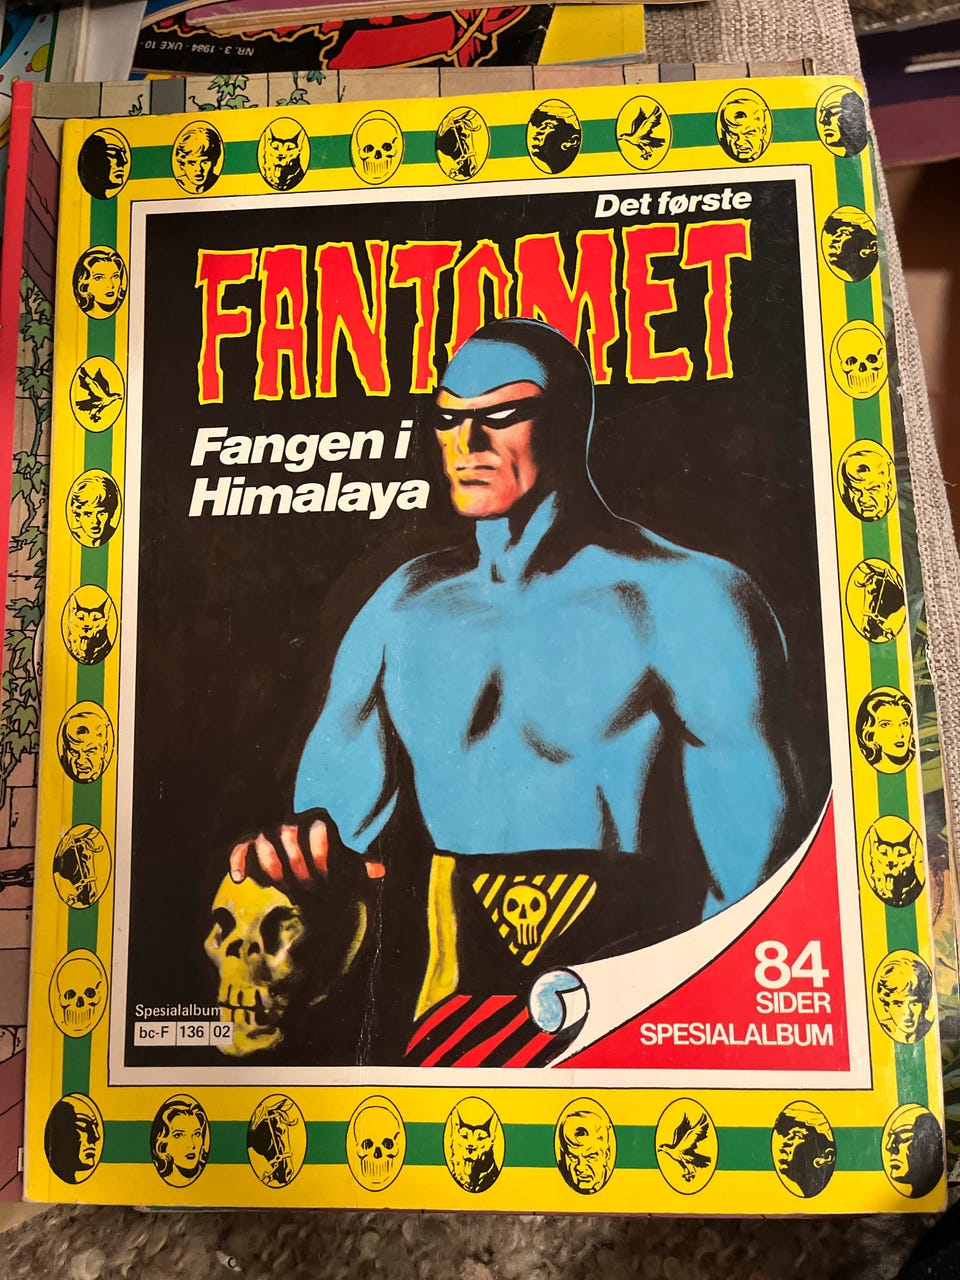 NR. 3 - 1984 - UKE 10 -
Det første
FANTOMET
Fangen i
Himalaya
84
SIDER
SPESIALALBUM
Spesialalbum
bc-F 136 02